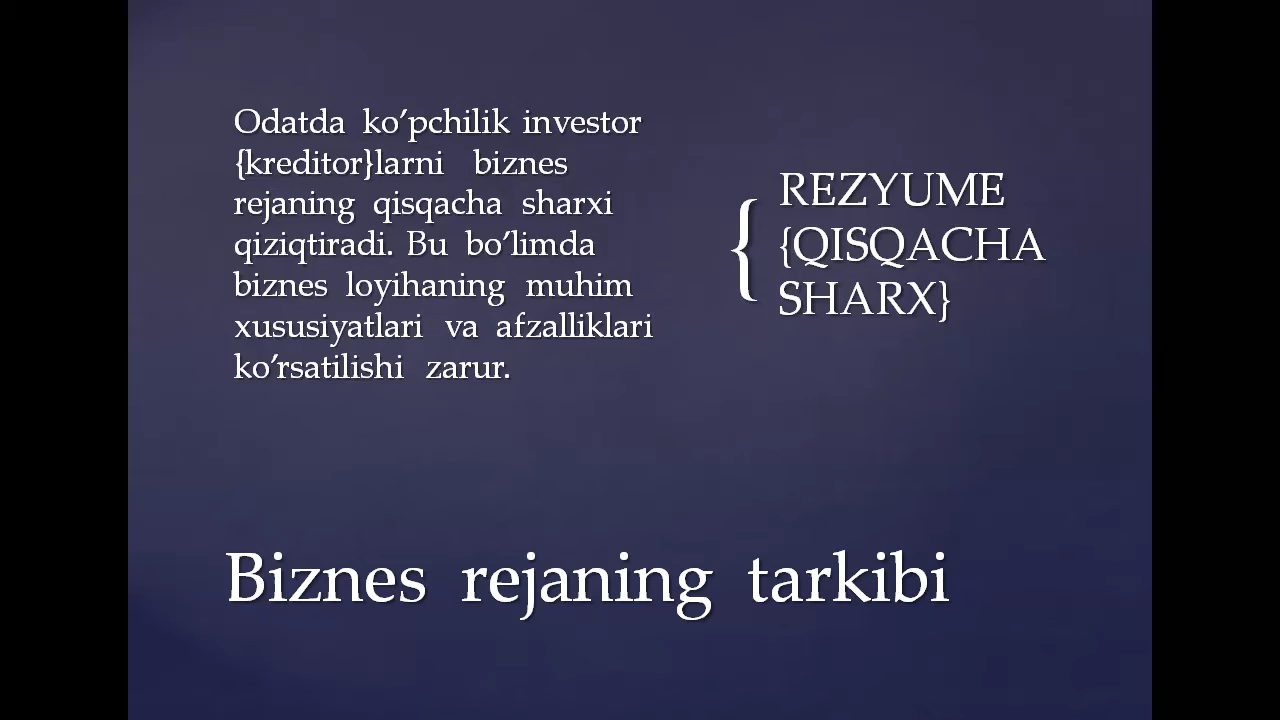 Odatda ko’pchilik investor
{kreditor}larni biznes
rejaning qisqacha sharxi
qiziqtiradi. Bu bo’limda
biznes loyihaning muhim
xususiyatlari va afzalliklari
ko’rsatilishi zarur.
{
REZYUME
{QISQACHA
SHARX}
Biznes rejaning tarkibi